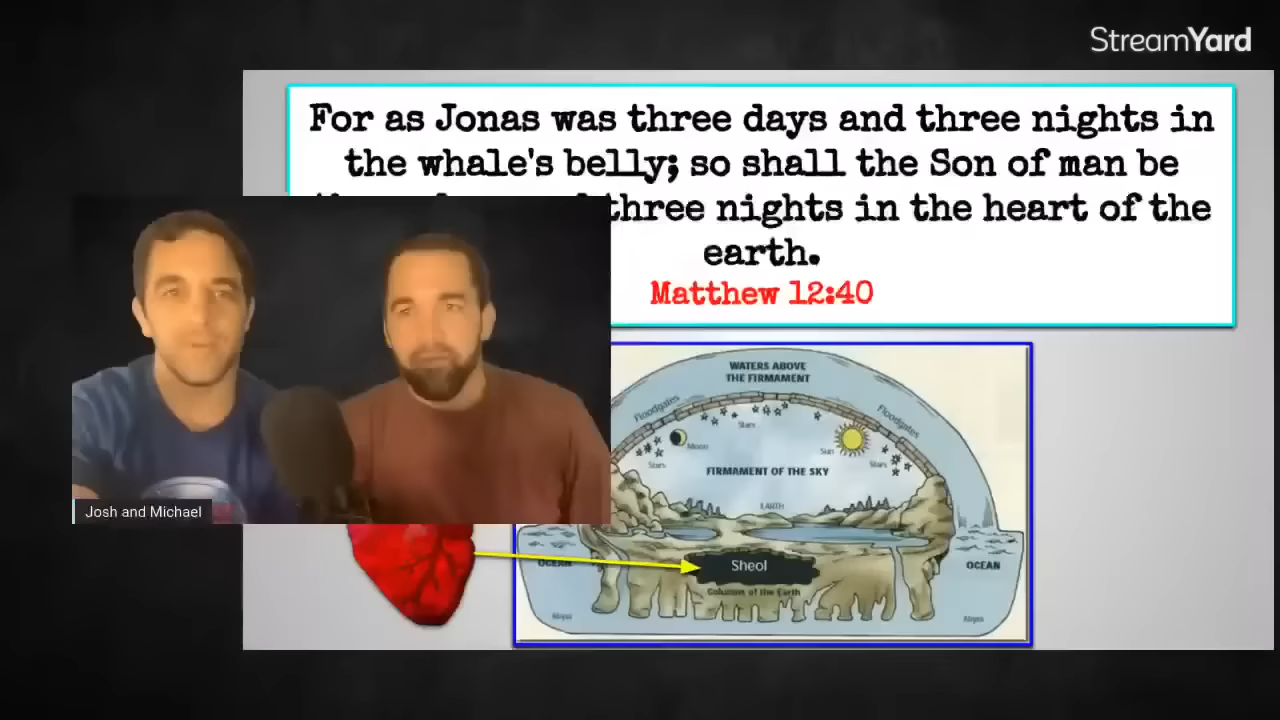 StreamYard
For as Jonas was three days and three nights in
the whale's belly; so shall the Son of man be
three nights in the heart of the
earth.
Matthew 12:40
Josh and Michael
WATERS ABOVE
THE FIRMAMENT
Floodgates
Floodgates
Stars
Moon
Sun
Stars
Stars
FIRMAMENT OF THE SKY
EARTH
OCEAN
Sheol
OCEAN
Columns of the Earth
Abyss
Abyss